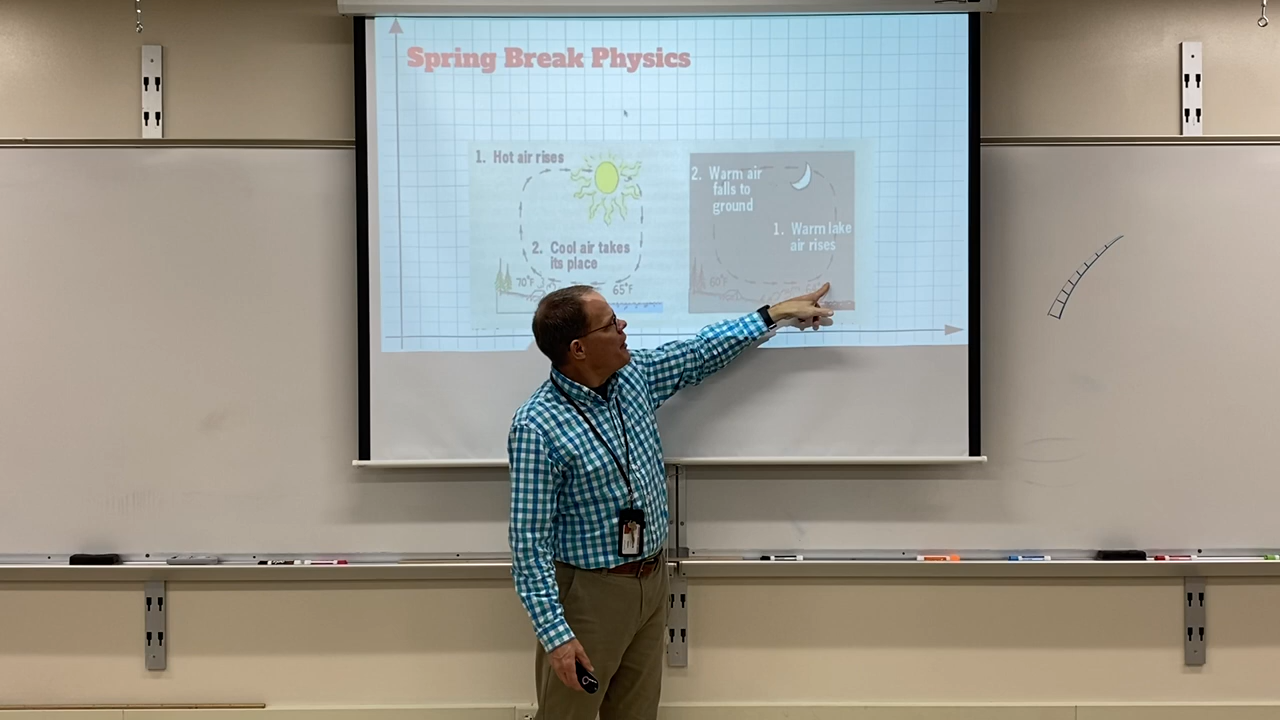 Spring Break Physics
1. Hot air rises
2. Cool air takes
its place
70°F
65°F
2. Warm air
falls to
ground
1. Warm lake
air rises
60°F